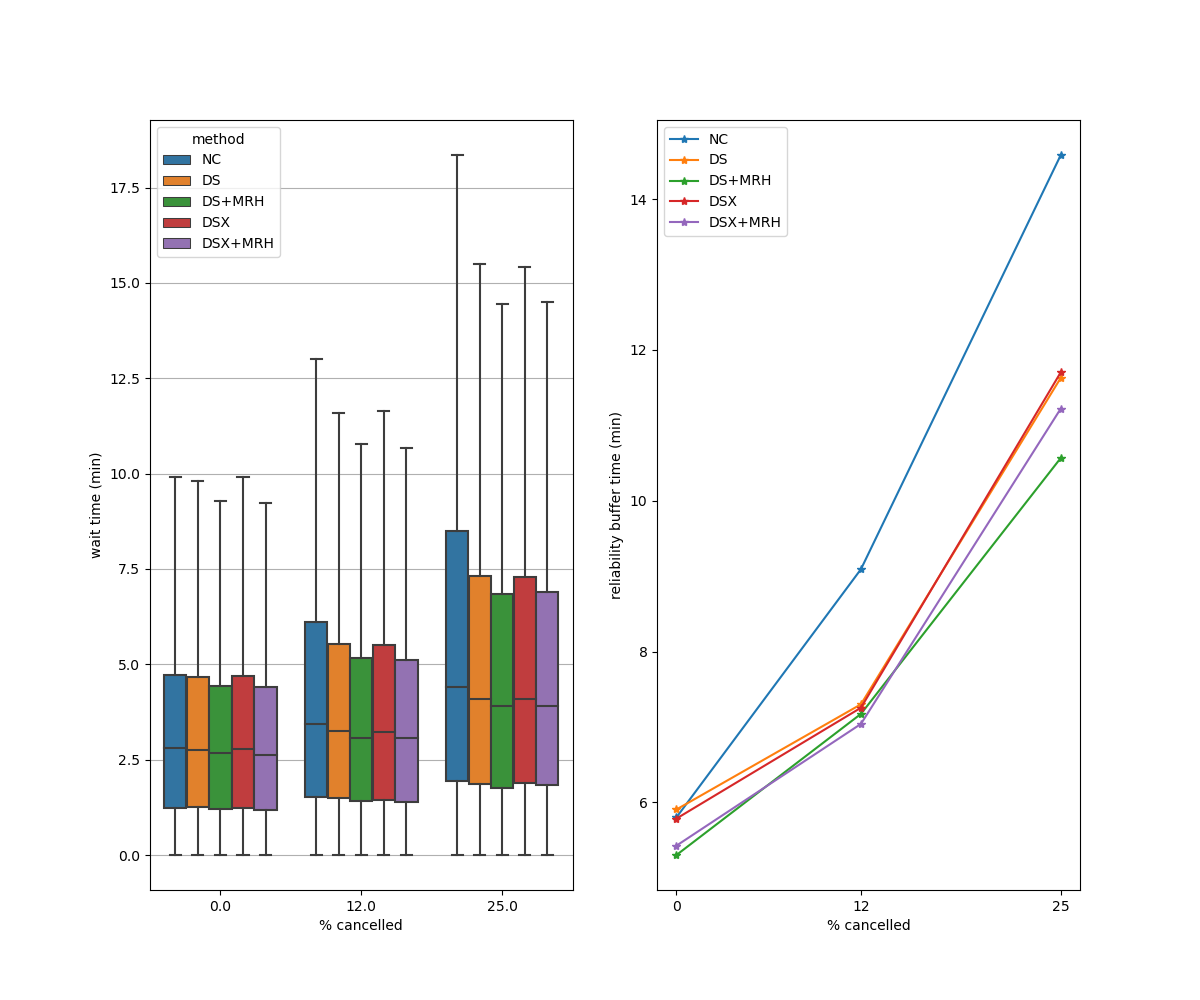 method
NC
DS
DS+MRH
DSX
DSX+MRH
17.5
15.0
12.5
10.0
7.5
5.0
2.5
0.0
wait time (min)
0.0 12.0 25.0
% cancelled
NC
DS
DS+MRH
DSX
DSX+MRH
14
12
10
8
6
reliability buffer time (min)
0 12 25
% cancelled